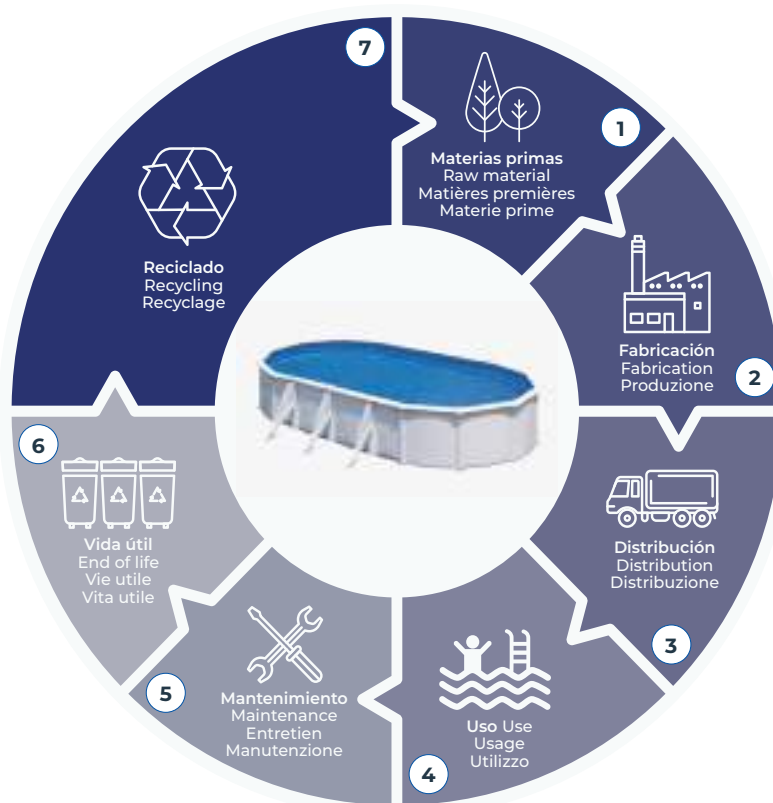 7
1
Materias primas
Raw material
Matières premières
Materie prime
2
Fabricación
Fabrication
Produzione
3
Distribución
Distribution
Distribuzione
4
Uso Use
Usage
Utilizzo
5
Mantenimiento
Maintenance
Entretien
Manutenzione
6
Vida útil
End of life
Vie utile
Vita utile
Reciclado
Recycling
Recyclage